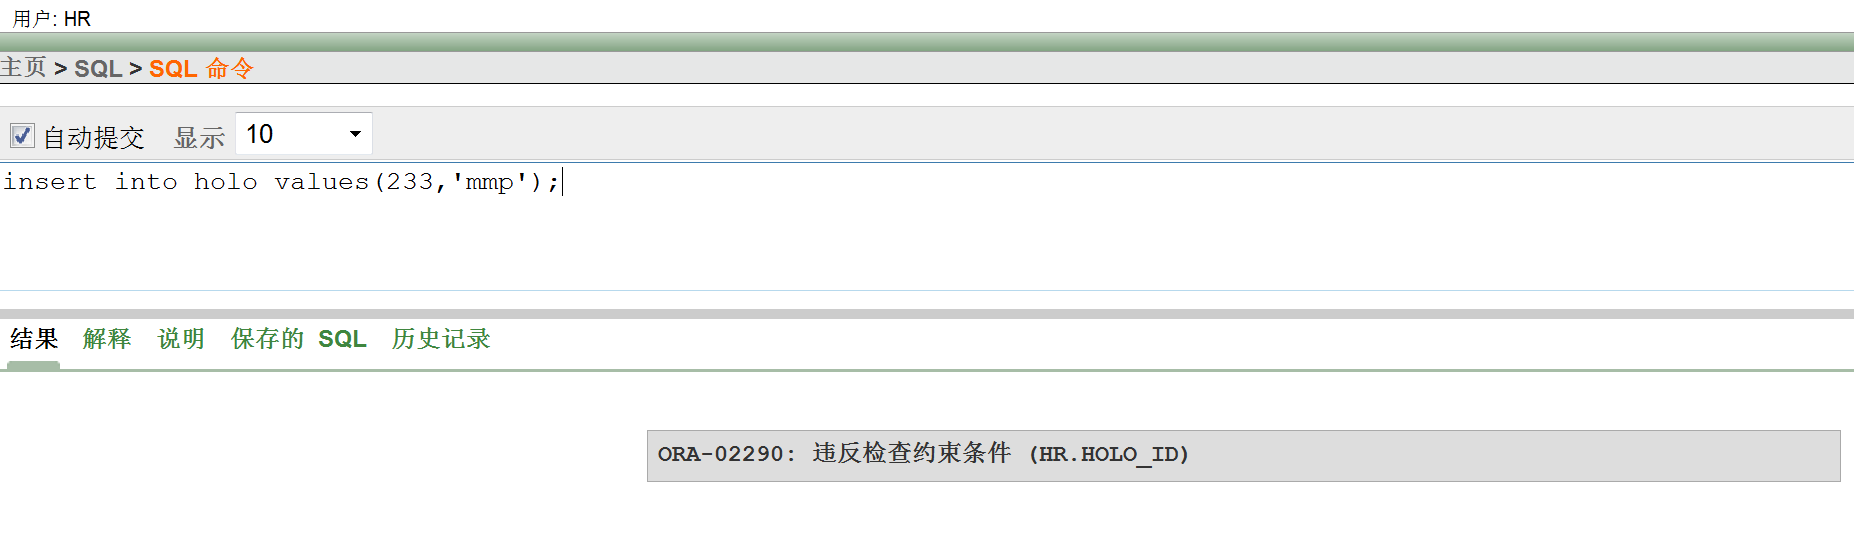 用户: HR
主页 > SQL > SQL 命令
自动提交 显示 10
insert into holo values(233,'mmp');
结果 解释 说明 保存的 SQL 历史记录
ORA-02290: 违反检查约束条件 (HR.HOLO_ID)